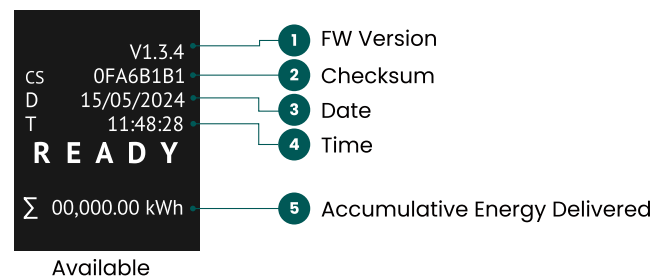 V1.3.4
CS 0FA6B1B1
D 15/05/2024
T 11:48:28
READY
∑ 00,000.00 kWh
Available
1 FW Version
2 Checksum
3 Date
4 Time
5 Accumulative Energy Delivered